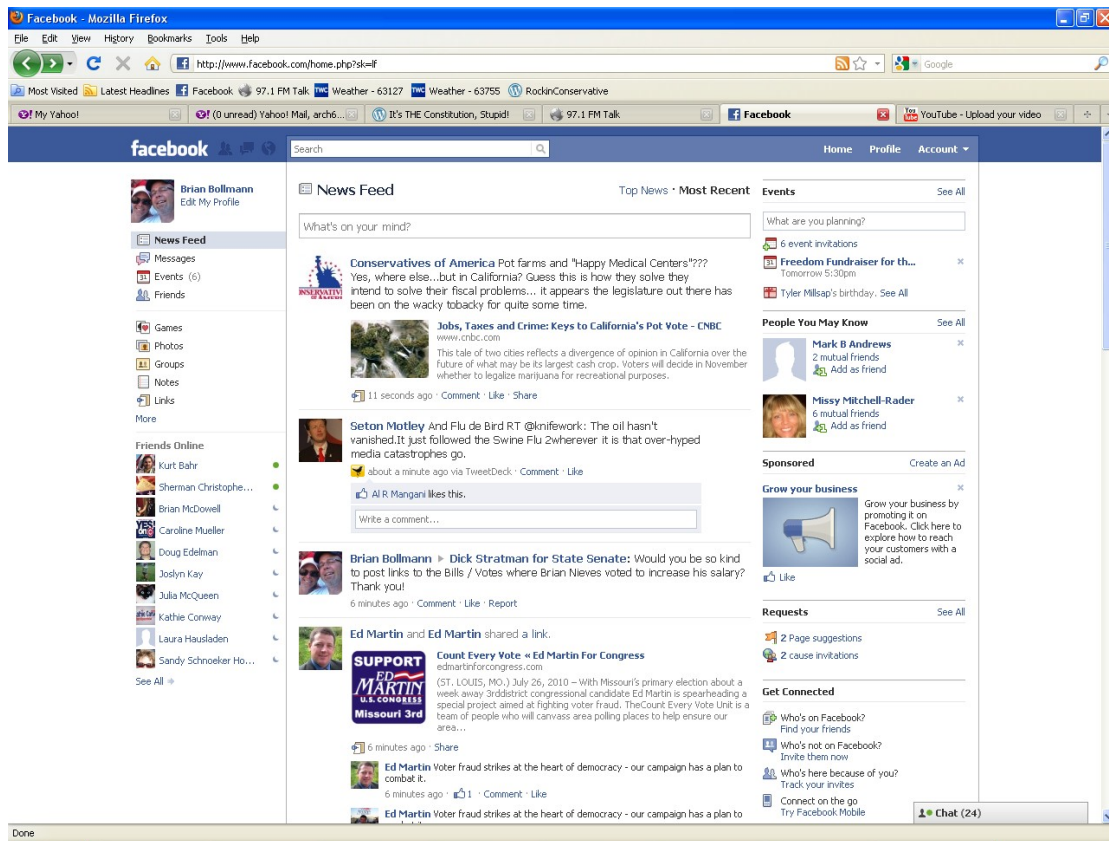 Facebook - Mozilla Firefox
File Edit View History Bookmarks Tools Help
http://www.facebook.com/home.php?sk=lf
Google
Most Visited Latest Headlines Facebook 97.1 FM Talk Weather - 63127 Weather - 63755 RockinConservative
My Yahoo! (0 unread) Yahoo! Mail, arch6... It's THE Constitution, Stupid! 97.1 FM Talk Facebook YouTube - Upload your video
facebook Search Home Profile Account
Brian Bollmann
Edit My Profile
News Feed
Messages
Events (6)
Friends
Games
Photos
Groups
Notes
Links
More
Friends Online
Kurt Bahr
Sherman Christophe...
Brian McDowell
Caroline Mueller
Doug Edelman
Joslyn Kay
Julia McQueen
Kathie Conway
Laura Hausladen
Sandy Schnoeker Ho...
See All
News Feed Top News · Most Recent
What's on your mind?
Conservatives of America Pot farms and "Happy Medical Centers"???
Yes, where else...but in California? Guess this is how they solve they
intend to solve their fiscal problems... it appears the legislature out there has
been on the wacky tobacky for quite some time.
Jobs, Taxes and Crime: Keys to California's Pot Vote - CNBC
www.cnbc.com
This tale of two cities reflects a divergence of opinion in California over the
future of what may be its largest cash crop. Voters will decide in November
whether to legalize marijuana for recreational purposes.
11 seconds ago · Comment · Like · Share
Seton Motley And Flu de Bird RT @knifework: The oil hasn't
vanished.It just followed the Swine Flu 2wherever it is that over-hyped
media catastrophes go.
about a minute ago via TweetDeck · Comment · Like
Al R Mangani likes this.
Write a comment...
Brian Bollmann Dick Stratman for State Senate: Would you be so kind
to post links to the Bills / Votes where Brian Nieves voted to increase his salary?
Thank you!
6 minutes ago · Comment · Like · Report
Ed Martin and Ed Martin shared a link.
SUPPORT
ED
MARTIN
U.S. CONGRESS
Missouri 3rd
Count Every Vote « Ed Martin For Congress
edmartinforcongress.com
(ST. LOUIS, MO.) July 26, 2010 – With Missouri's primary election about a
week away 3rddistrict congressional candidate Ed Martin is spearheading a
special project aimed at fighting voter fraud. TheCount Every Vote Unit is a
team of people who will canvass area polling places to help ensure our
area...
6 minutes ago · Share
Ed Martin Voter fraud strikes at the heart of democracy - our campaign has a plan to
combat it.
6 minutes ago · 1 · Comment · Like
Ed Martin Voter fraud strikes at the heart of democracy - our campaign has a plan to
Events See All
What are you planning?
6 event invitations
Freedom Fundraiser for th...
Tomorrow 5:30pm
Tyler Millsap's birthday. See All
People You May Know See All
Mark B Andrews
2 mutual friends
Add as friend
Missy Mitchell-Rader
6 mutual friends
Add as friend
Sponsored Create an Ad
Grow your business
Grow your business by
promoting it on
Facebook. Click here to
explore how to reach
your customers with a
social ad.
Like
Requests See All
2 Page suggestions
2 cause invitations
Get Connected
Who's on Facebook?
Find your friends
Who's not on Facebook?
Invite them now
Who's here because of you?
Track your invites
Connect on the go
Try Facebook Mobile
Chat (24)
Done